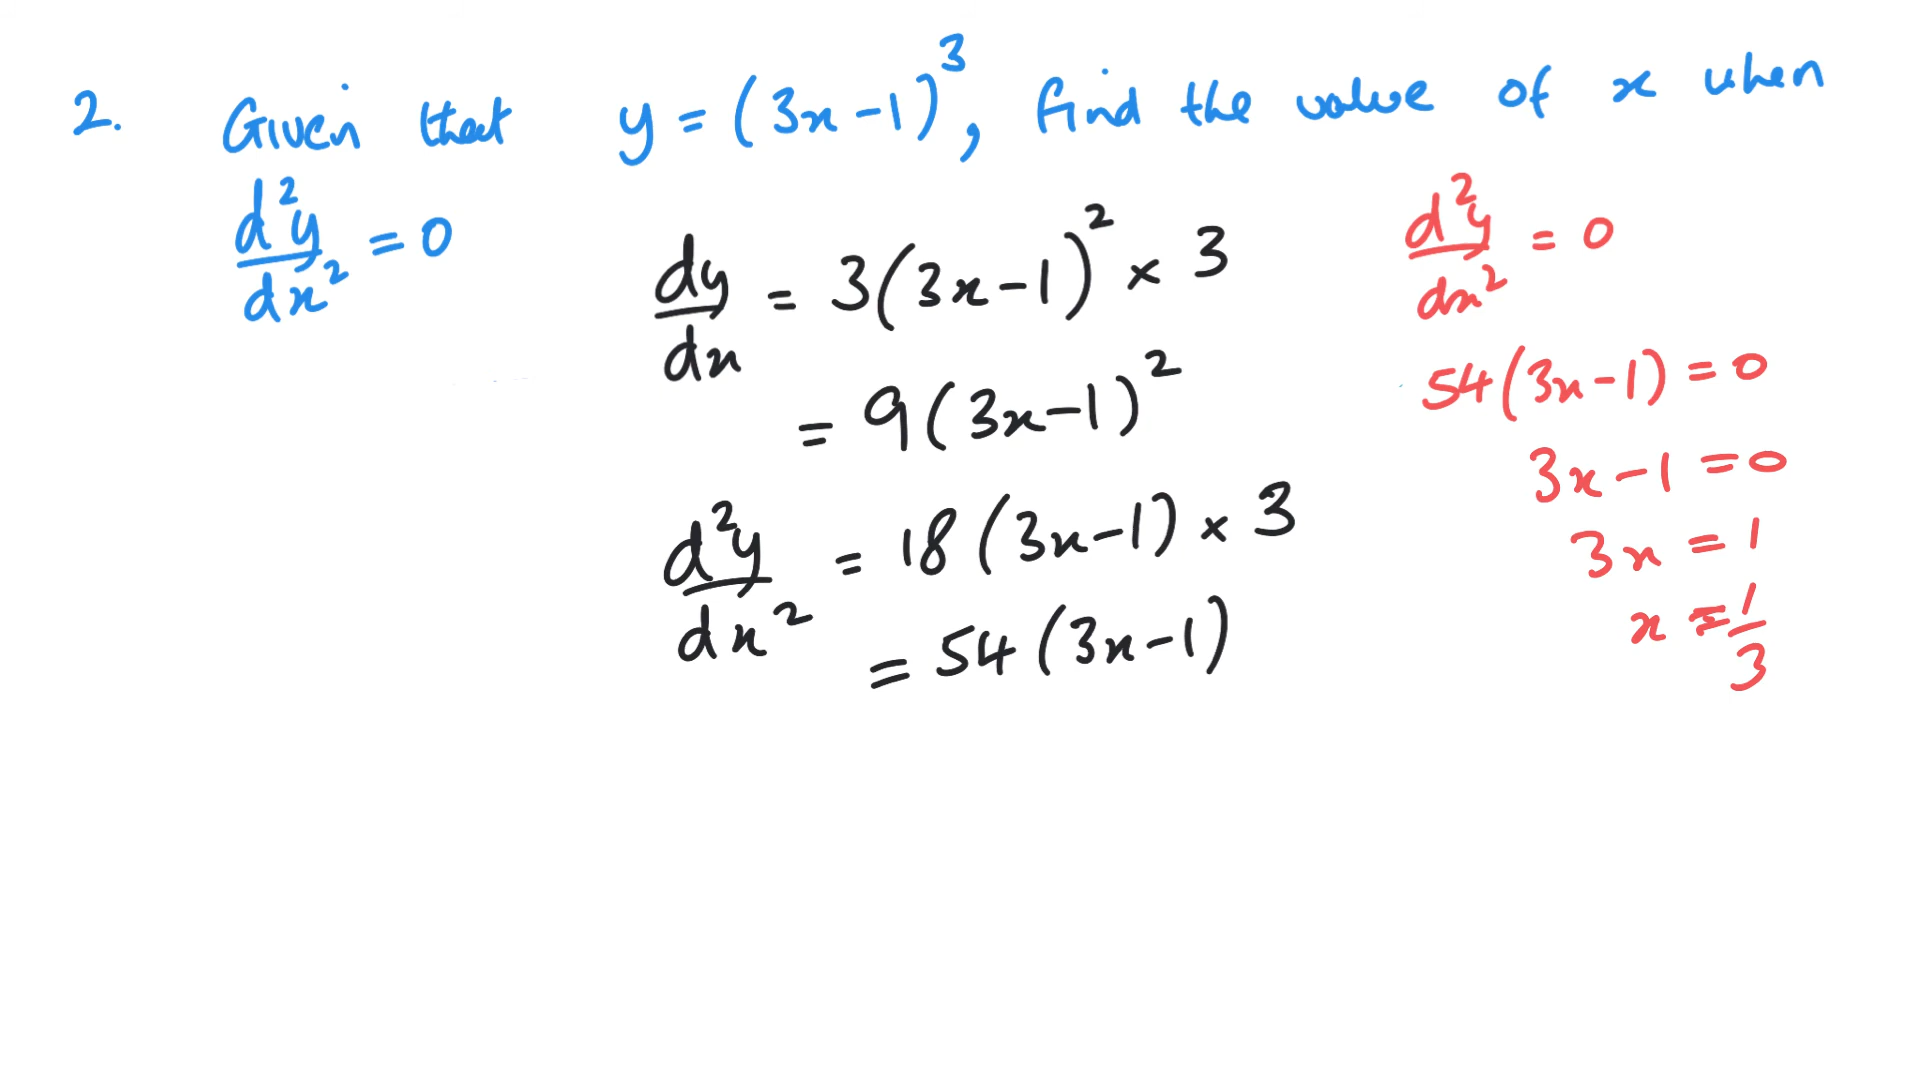 2. Given that y = (3x-1)³, find the value of x when
d²y/dx² = 0
dy/dx = 3(3x-1)² × 3
= 9(3x-1)²
d²y/dx² = 18(3x-1) × 3
= 54(3x-1)
d²y/dx² = 0
54(3x-1) = 0
3x-1 = 0
3x = 1
x = 1/3